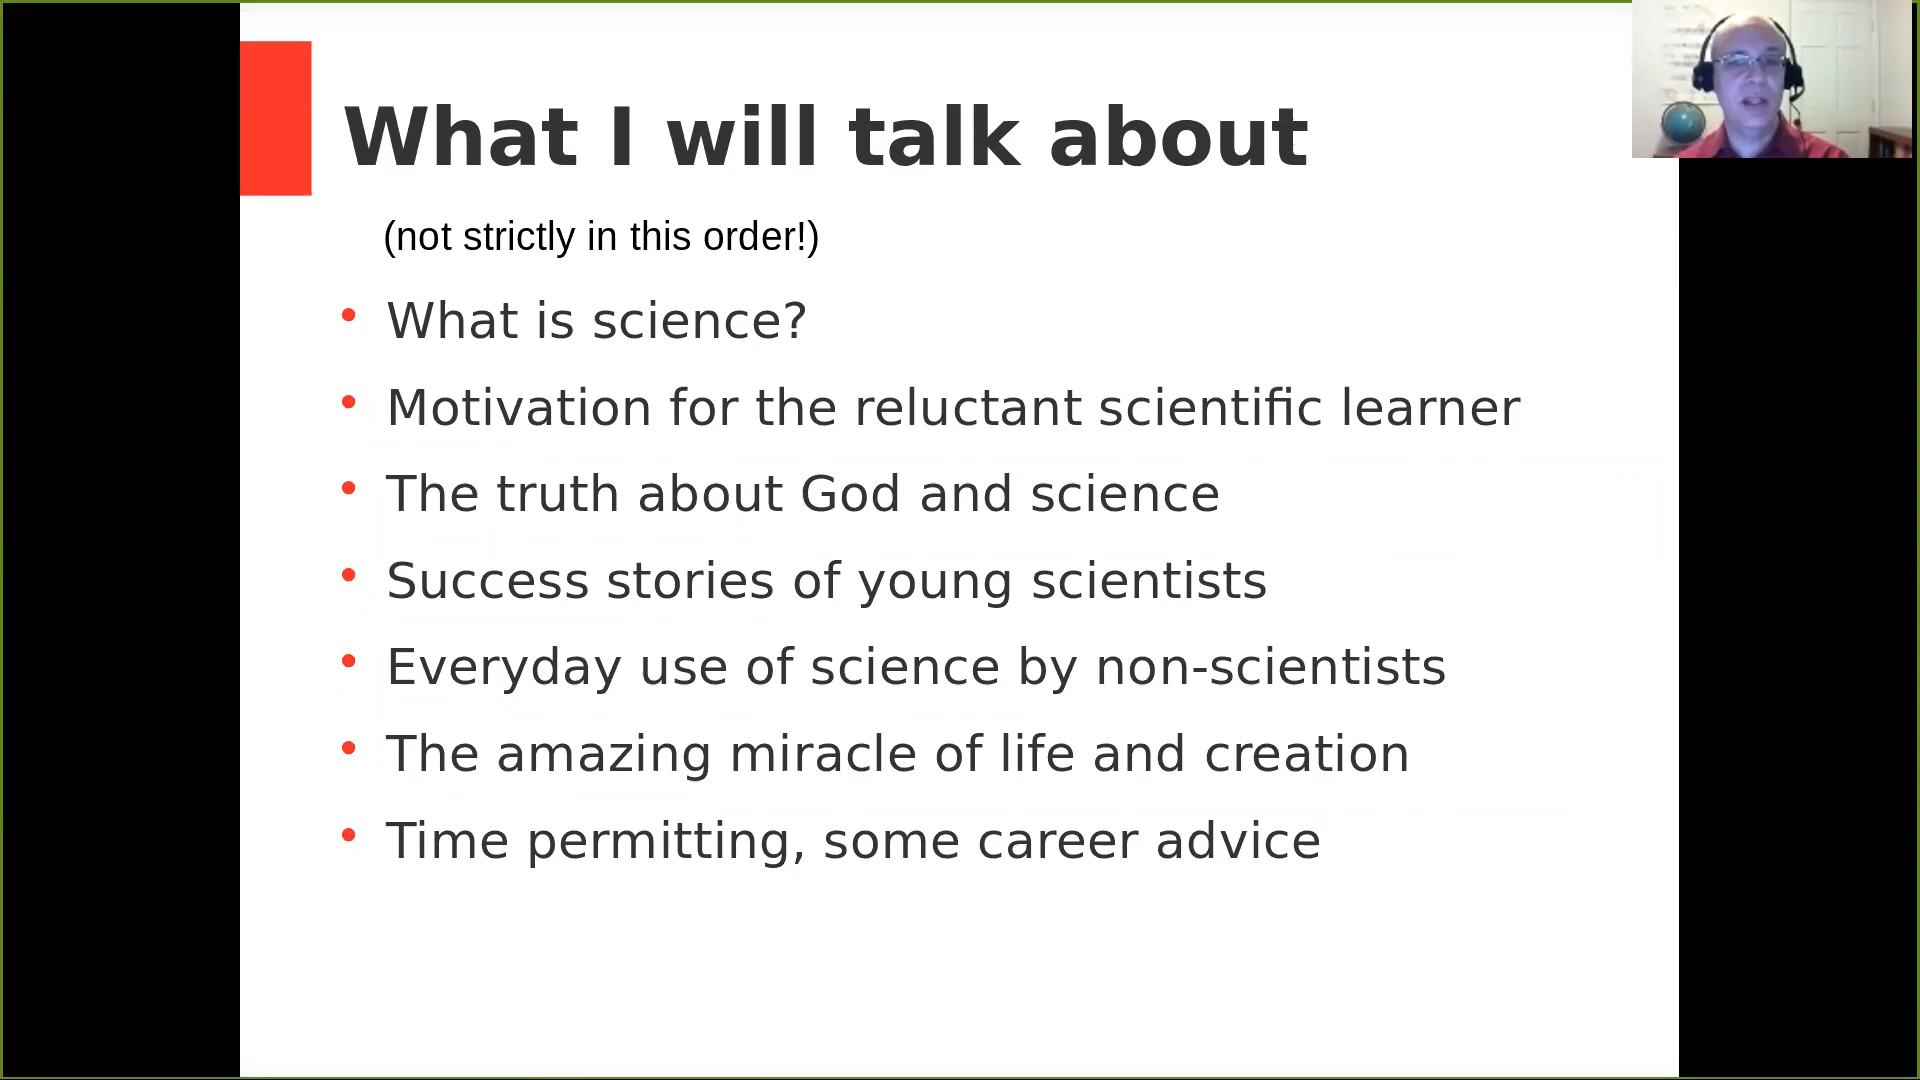 What I will talk about
(not strictly in this order!)
• What is science?
• Motivation for the reluctant scientific learner
• The truth about God and science
• Success stories of young scientists
• Everyday use of science by non-scientists
• The amazing miracle of life and creation
• Time permitting, some career advice